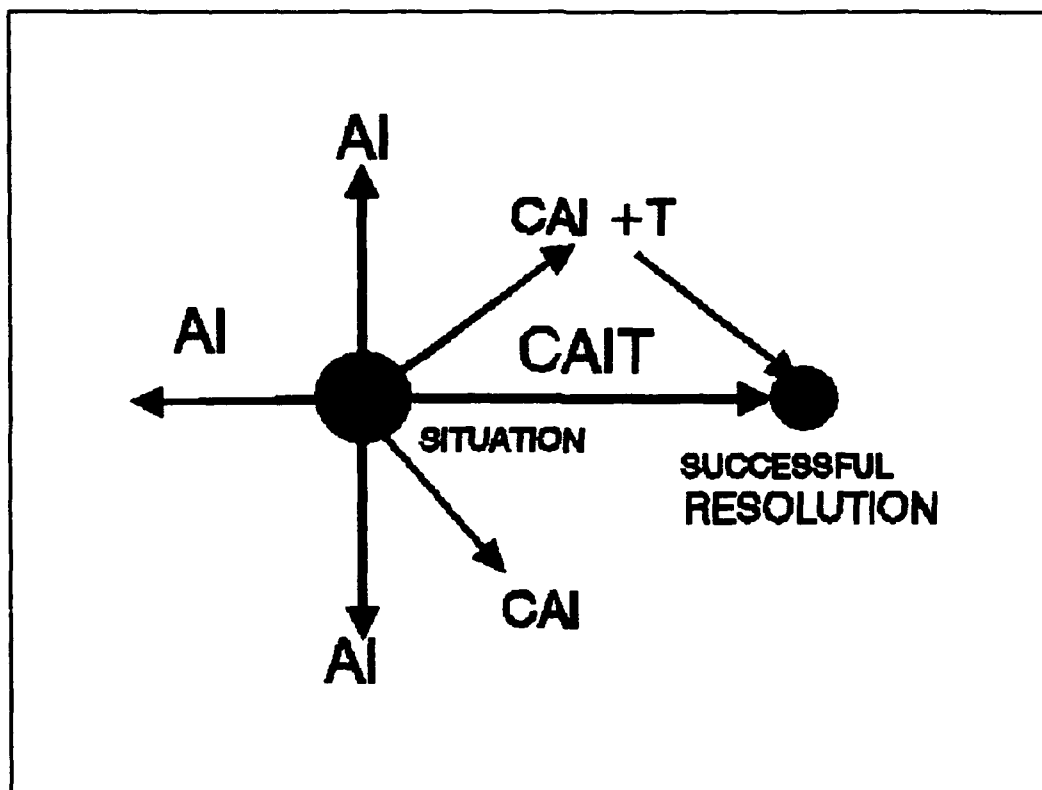 AI
CAI +T
AI
CAIT
SITUATION
SUCCESSFUL
RESOLUTION
CAI
AI